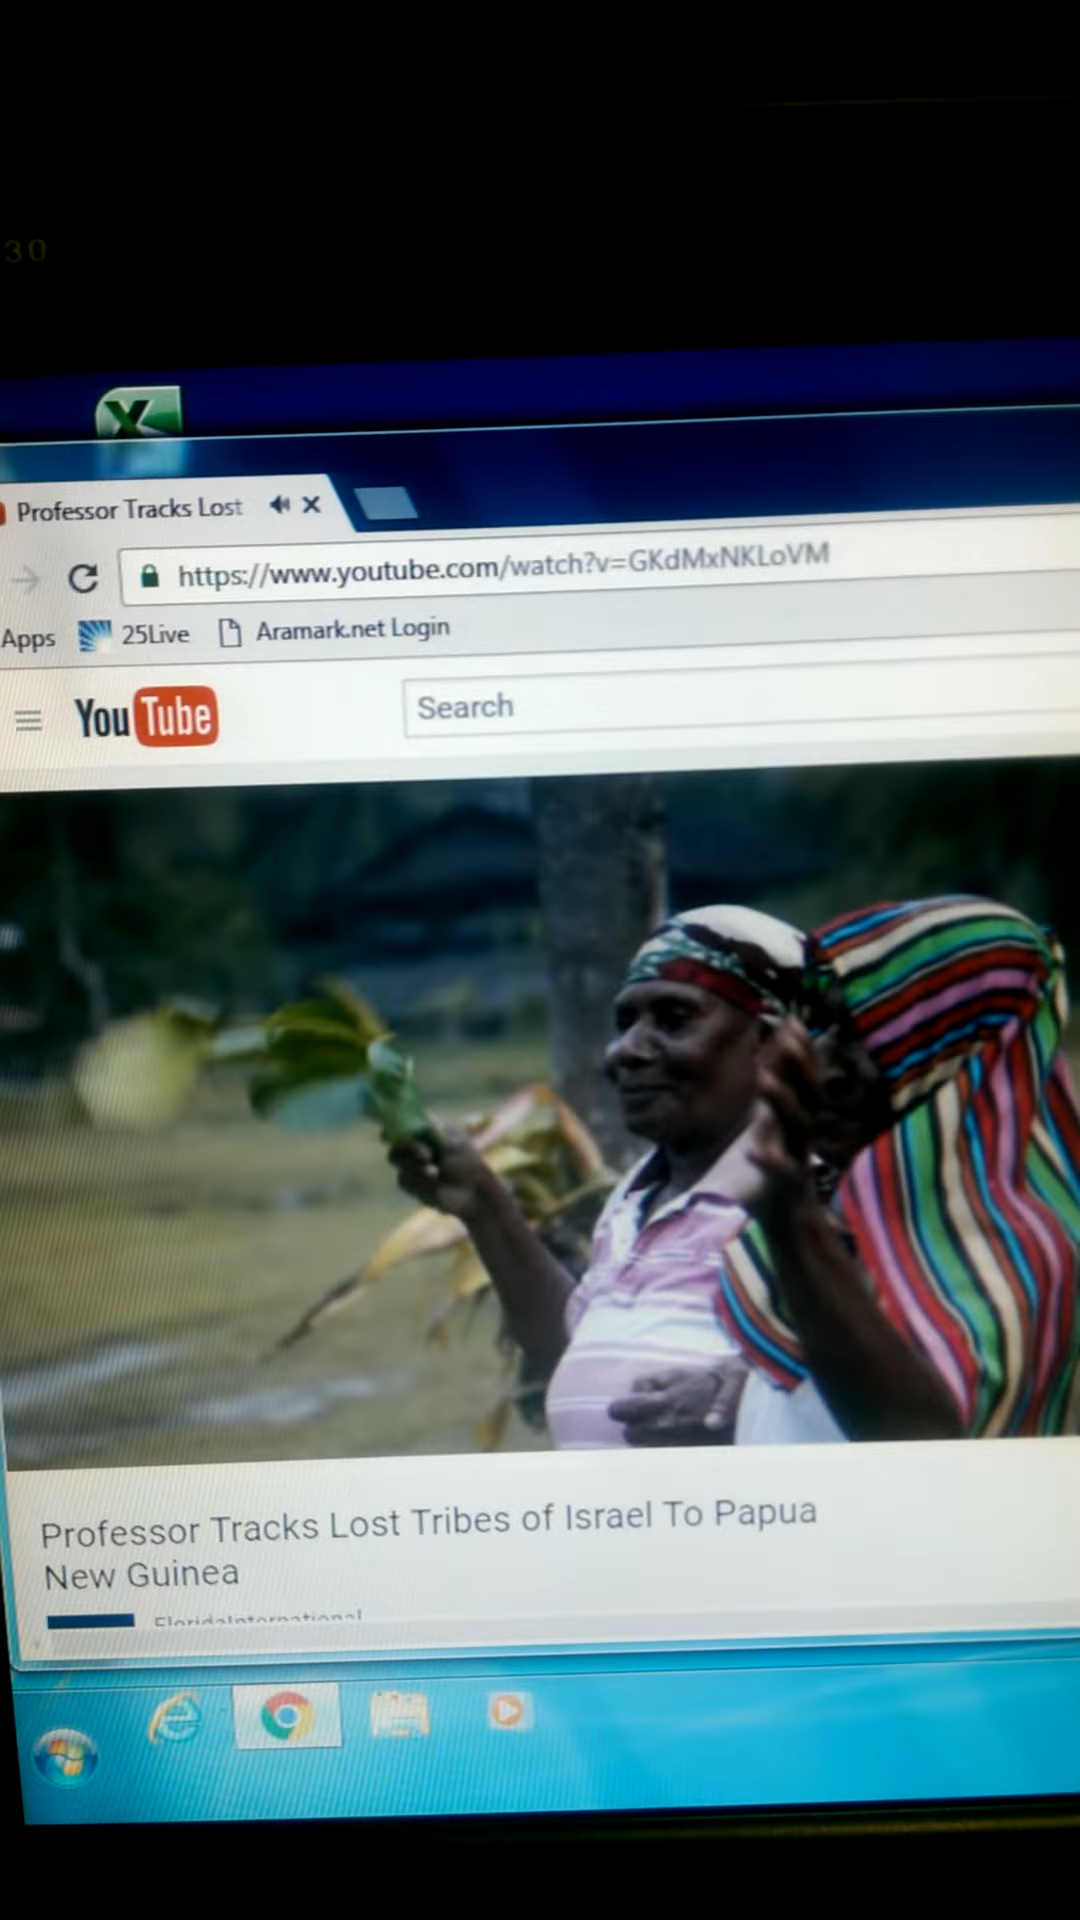 30
Professor Tracks Lost
https://www.youtube.com/watch?v=GKdMxNKLoVM
Apps 25Live Aramark.net Login
YouTube Search
Professor Tracks Lost Tribes of Israel To Papua
New Guinea
FloridaInternational